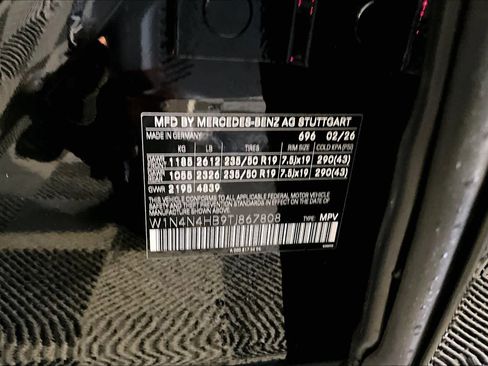 MFD BY MERCEDES-BENZ AG STUTTGART
MADE IN GERMANY 696 02/26
KG LB TIRES RIM SIZE COLD KPA (PSI)
1185 2612 235/50 R19 7.5Jx19 290(43)
1055 2326 235/50 R19 7.5Jx19 290(43)
GVWR 2195 4839
THIS VEHICLE CONFORMS TO ALL APPLICABLE FEDERAL MOTOR VEHICLE
SAFETY, BUMPER AND THEFT PREVENTION STANDARDS IN EFFECT
ON THE DATE OF MANUFACTURE SHOWN ABOVE.
W1N4N4HB9TJ867808 TYPE: MPV